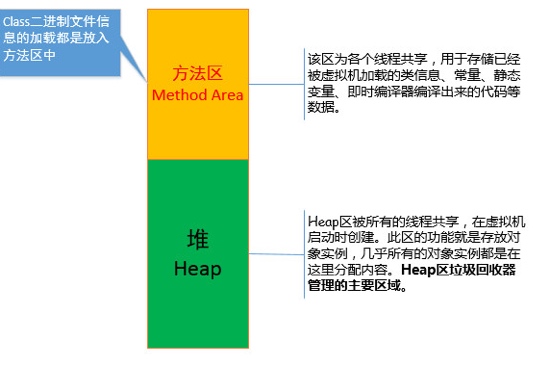 Class二进制文件信
息的加载都是放入
方法区中
方法区
Method Area
该区为各个线程共享，用于存储已经
被虚拟机加载的类信息、常量、静态
变量、即时编译器编译出来的代码等
数据。
堆
Heap
Heap区被所有的线程共享，在虚拟机
启动时创建。此区的功能就是存放对
象实例，几乎所有的对象实例都是在
这里分配内容。Heap区垃圾回收器
管理的主要区域。